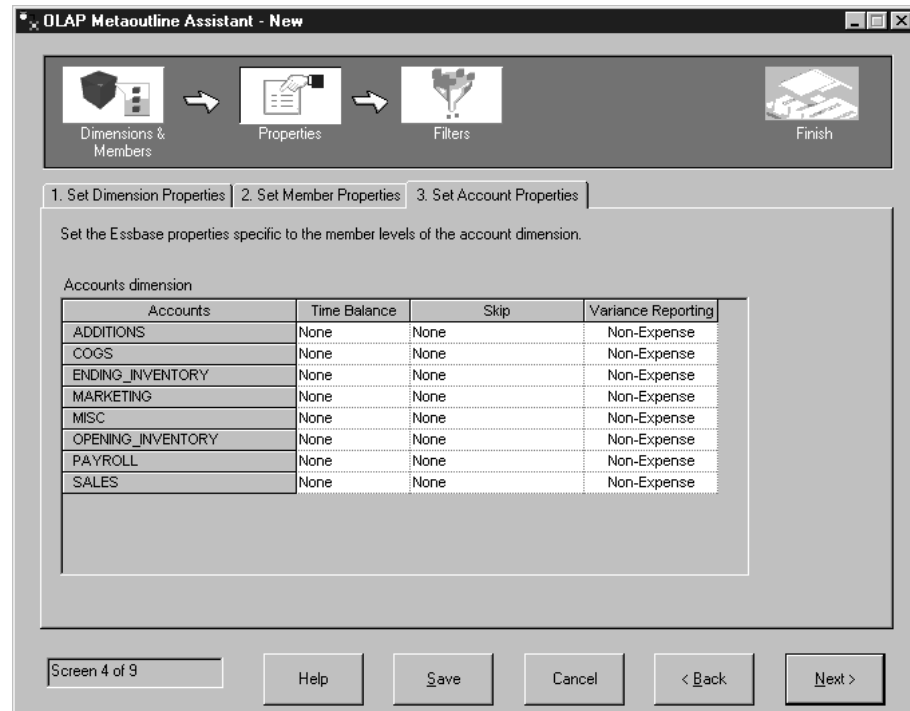 OLAP Metaoutline Assistant - New
Dimensions &
Members
Properties
Filters
Finish
1. Set Dimension Properties
2. Set Member Properties
3. Set Account Properties
Set the Essbase properties specific to the member levels of the account dimension.
Accounts dimension
Accounts Time Balance Skip Variance Reporting
ADDITIONS None None Non-Expense
COGS None None Non-Expense
ENDING_INVENTORY None None Non-Expense
MARKETING None None Non-Expense
MISC None None Non-Expense
OPENING_INVENTORY None None Non-Expense
PAYROLL None None Non-Expense
SALES None None Non-Expense
Screen 4 of 9
Help
Save
Cancel
< Back
Next >